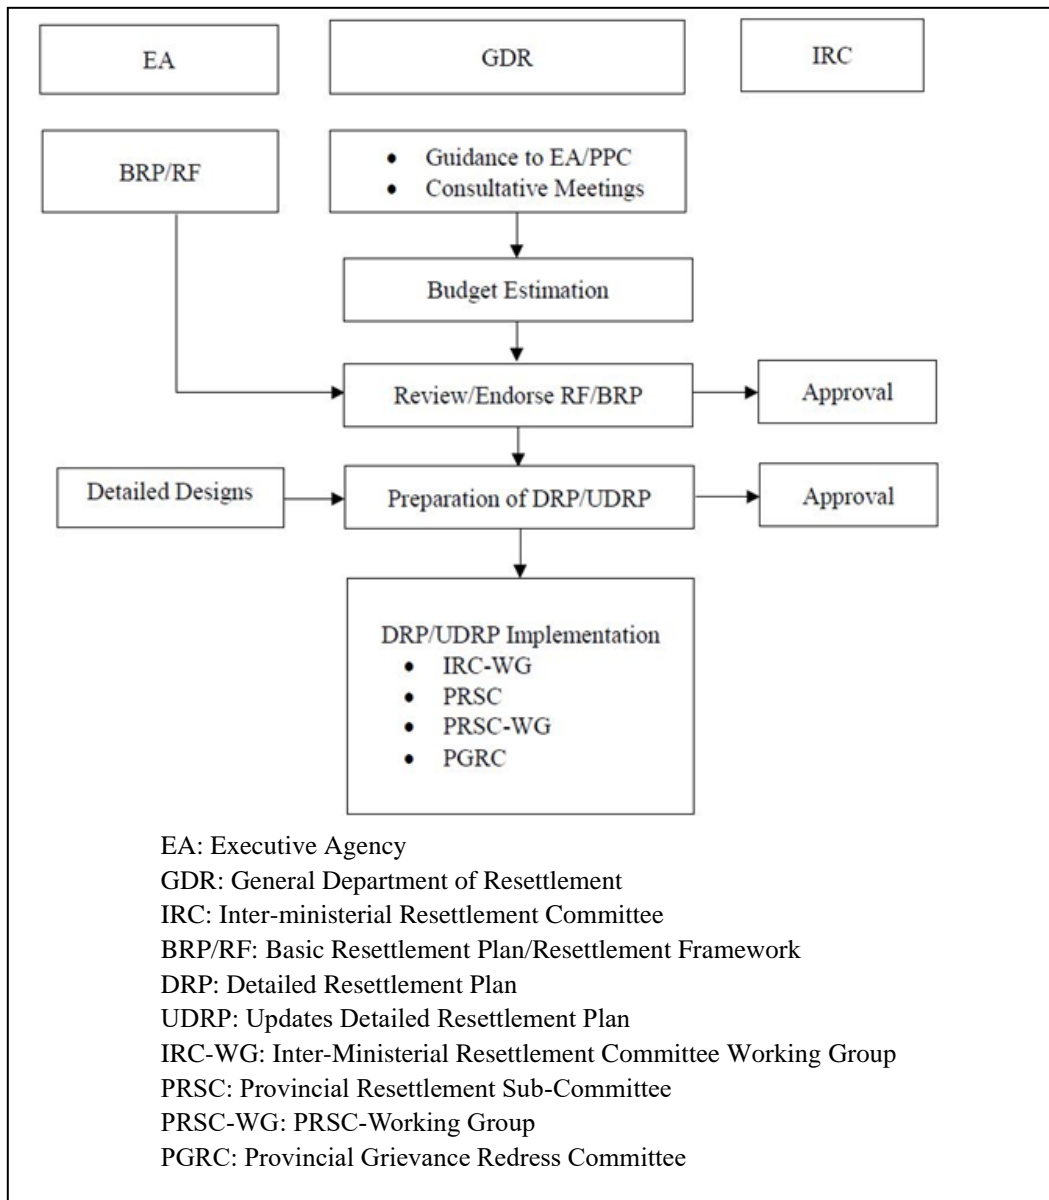 EA
GDR
IRC
BRP/RF
• Guidance to EA/PPC
• Consultative Meetings
Budget Estimation
Review/Endorse RF/BRP
Approval
Detailed Designs
Preparation of DRP/UDRP
Approval
DRP/UDRP Implementation
• IRC-WG
• PRSC
• PRSC-WG
• PGRC
EA: Executive Agency
GDR: General Department of Resettlement
IRC: Inter-ministerial Resettlement Committee
BRP/RF: Basic Resettlement Plan/Resettlement Framework
DRP: Detailed Resettlement Plan
UDRP: Updates Detailed Resettlement Plan
IRC-WG: Inter-Ministerial Resettlement Committee Working Group
PRSC: Provincial Resettlement Sub-Committee
PRSC-WG: PRSC-Working Group
PGRC: Provincial Grievance Redress Committee